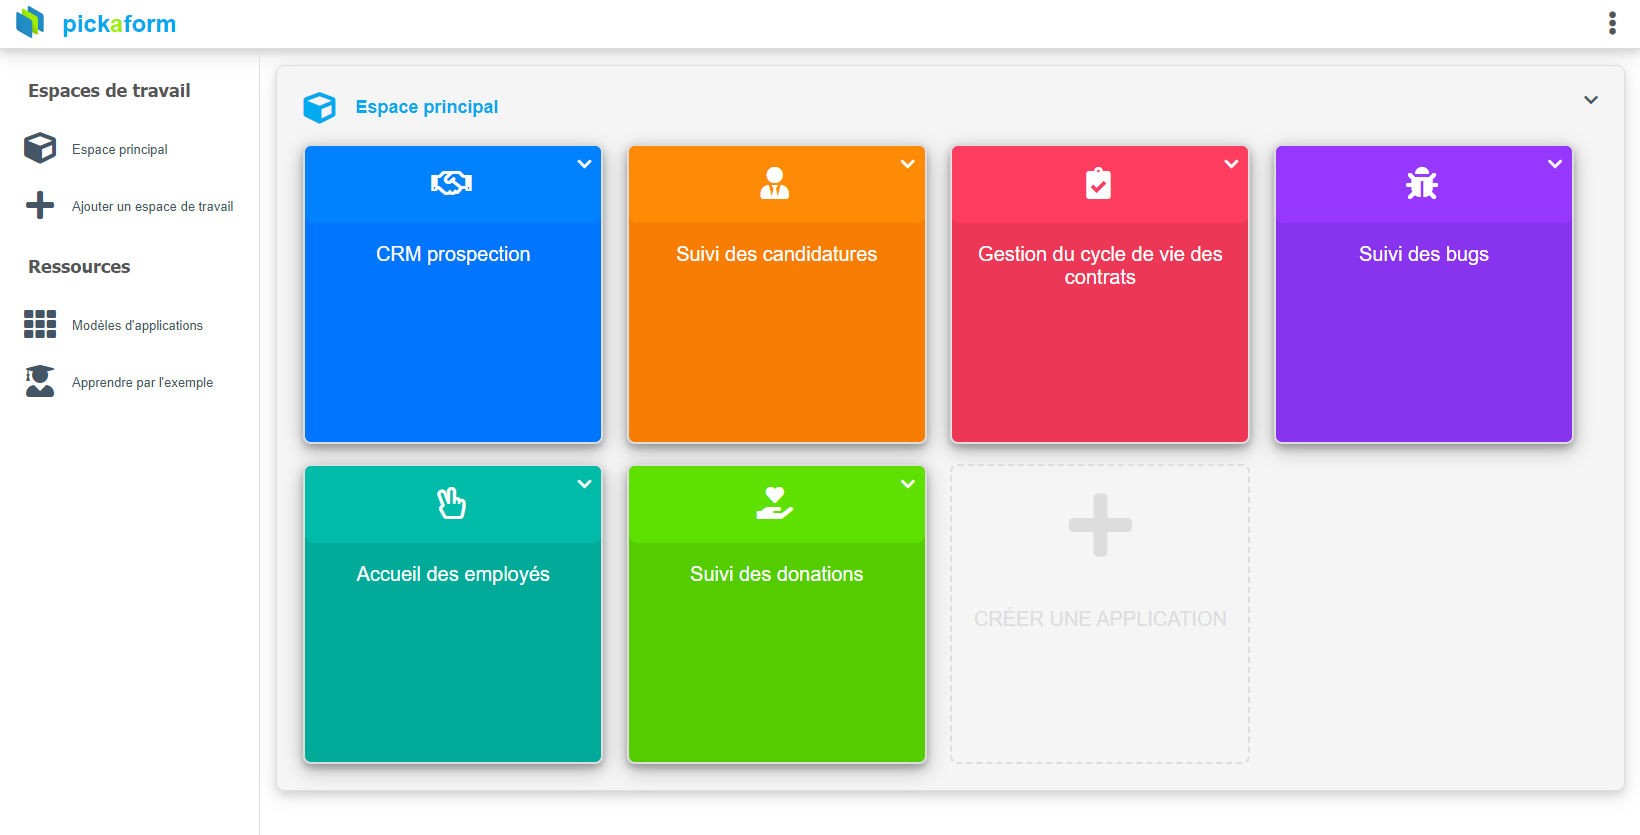 pickaform
Espaces de travail
Espace principal
Ajouter un espace de travail
Ressources
Modèles d'applications
Apprendre par l'exemple
Espace principal
CRM prospection
Suivi des candidatures
Gestion du cycle de vie des
contrats
Suivi des bugs
Accueil des employés
Suivi des donations
CRÉER UNE APPLICATION